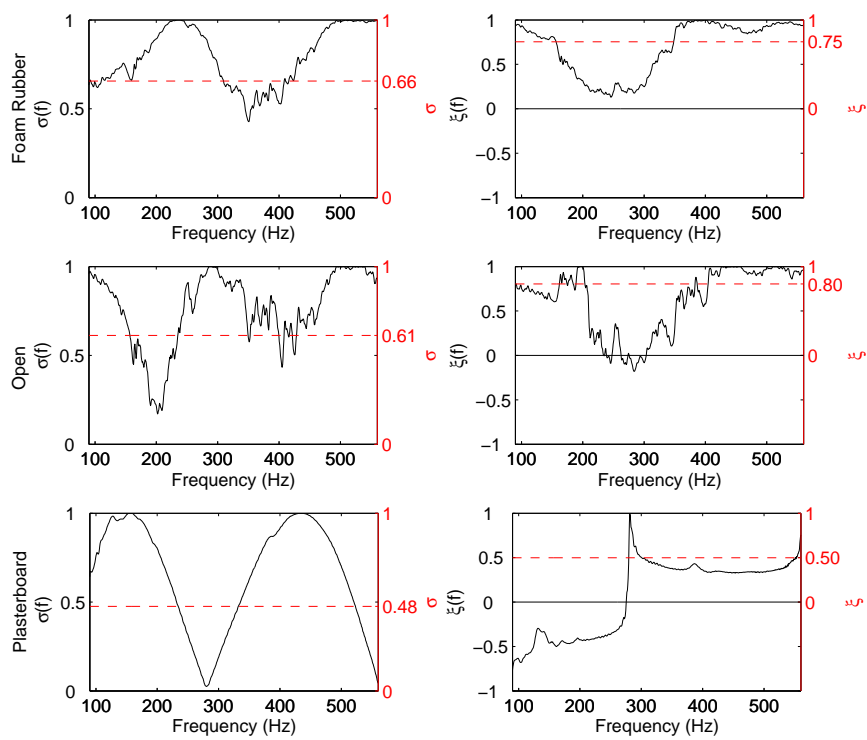 Foam Rubber
σ(f)
1
0.5
0
100 200 300 400 500
Frequency (Hz)
1
0.66
0
σ
ξ(f)
1
0.5
0
−0.5
−1
100 200 300 400 500
Frequency (Hz)
1
0.75
0
ξ
Open
σ(f)
1
0.5
0
100 200 300 400 500
Frequency (Hz)
1
0.61
0
σ
ξ(f)
1
0.5
0
−0.5
−1
100 200 300 400 500
Frequency (Hz)
1
0.80
0
ξ
Plasterboard
σ(f)
1
0.5
0
100 200 300 400 500
Frequency (Hz)
1
0.48
0
σ
ξ(f)
1
0.5
0
−0.5
−1
100 200 300 400 500
Frequency (Hz)
1
0.50
0
ξ